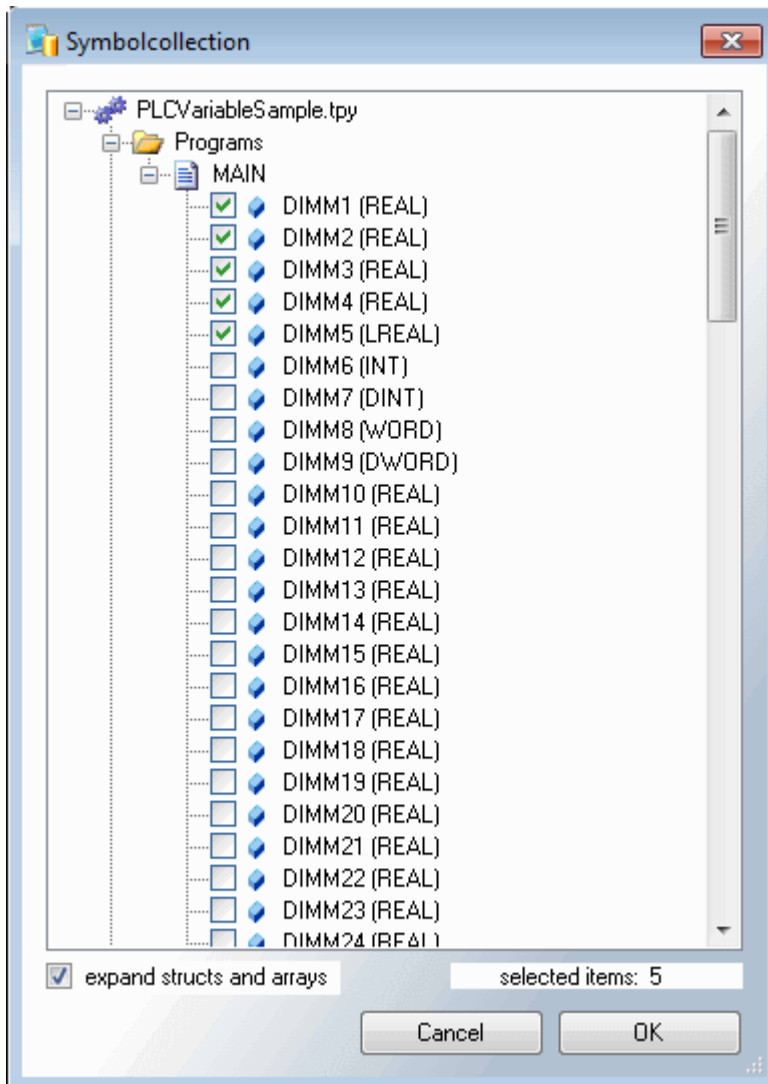 Symbolcollection
PLCVariableSample.tpy
Programs
MAIN
DIMM1 (REAL)
DIMM2 (REAL)
DIMM3 (REAL)
DIMM4 (REAL)
DIMM5 (LREAL)
DIMM6 (INT)
DIMM7 (DINT)
DIMM8 (WORD)
DIMM9 (DWORD)
DIMM10 (REAL)
DIMM11 (REAL)
DIMM12 (REAL)
DIMM13 (REAL)
DIMM14 (REAL)
DIMM15 (REAL)
DIMM16 (REAL)
DIMM17 (REAL)
DIMM18 (REAL)
DIMM19 (REAL)
DIMM20 (REAL)
DIMM21 (REAL)
DIMM22 (REAL)
DIMM23 (REAL)
DIMM24 (REAL)
expand structs and arrays selected items: 5
Cancel OK